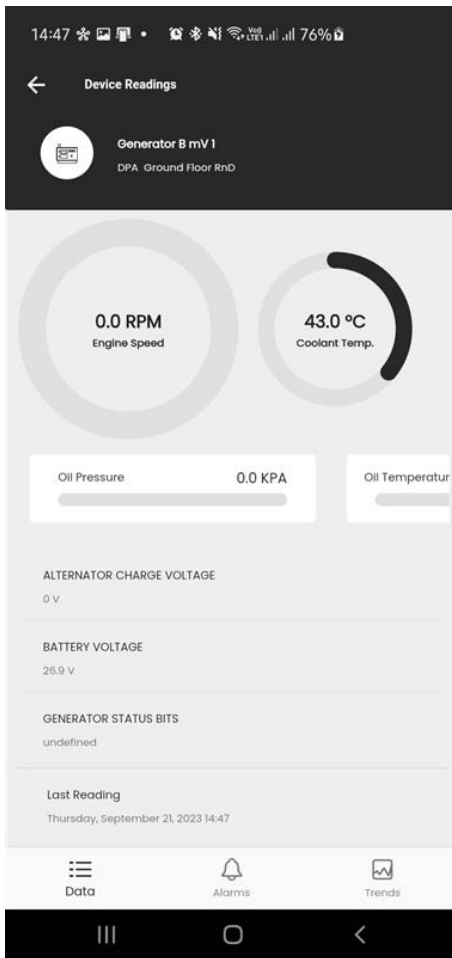 14:47 76%
Device Readings
Generator B mV 1
DPA Ground Floor RnD
0.0 RPM
Engine Speed
43.0 ºC
Coolant Temp.
Oil Pressure 0.0 KPA
Oil Temperatur
ALTERNATOR CHARGE VOLTAGE
0 V
BATTERY VOLTAGE
26.9 V
GENERATOR STATUS BITS
undefined
Last Reading
Thursday, September 21, 2023 14:47
Data Alarms Trends